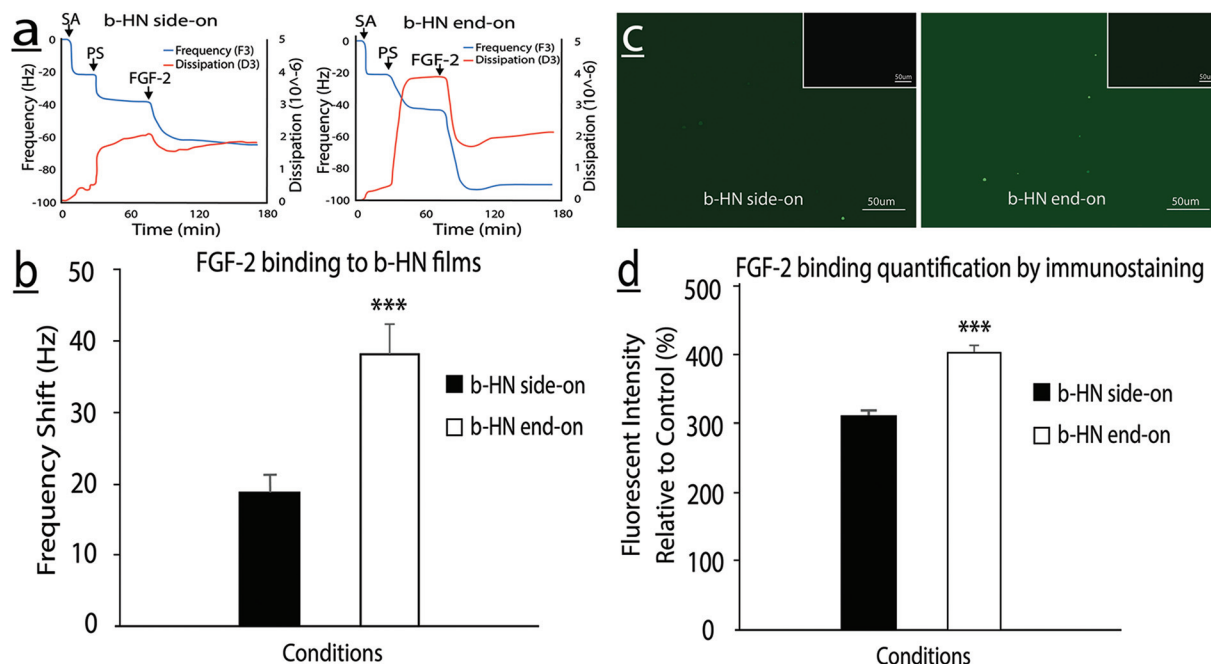 a
b-HN side-on
SA
PS
FGF-2
Frequency (F3)
Dissipation (D3)
Frequency (Hz)
0
-20
-40
-60
-80
-100
Dissipation (10^-6)
5
4
3
2
1
0
0 60 120 180
Time (min)
b-HN end-on
SA
PS
FGF-2
Frequency (F3)
Dissipation (D3)
Frequency (Hz)
0
-20
-40
-60
-80
-100
Dissipation (10^-6)
5
4
3
2
1
0
0 60 120 180
Time (min)
c
50um
b-HN side-on
50um
50um
b-HN end-on
50um
b
FGF-2 binding to b-HN films
Frequency Shift (Hz)
50
40
30
20
10
0
***
b-HN side-on
b-HN end-on
Conditions
d
FGF-2 binding quantification by immunostaining
Fluorescent Intensity
Relative to Control (%)
500
400
300
200
100
0
***
b-HN side-on
b-HN end-on
Conditions